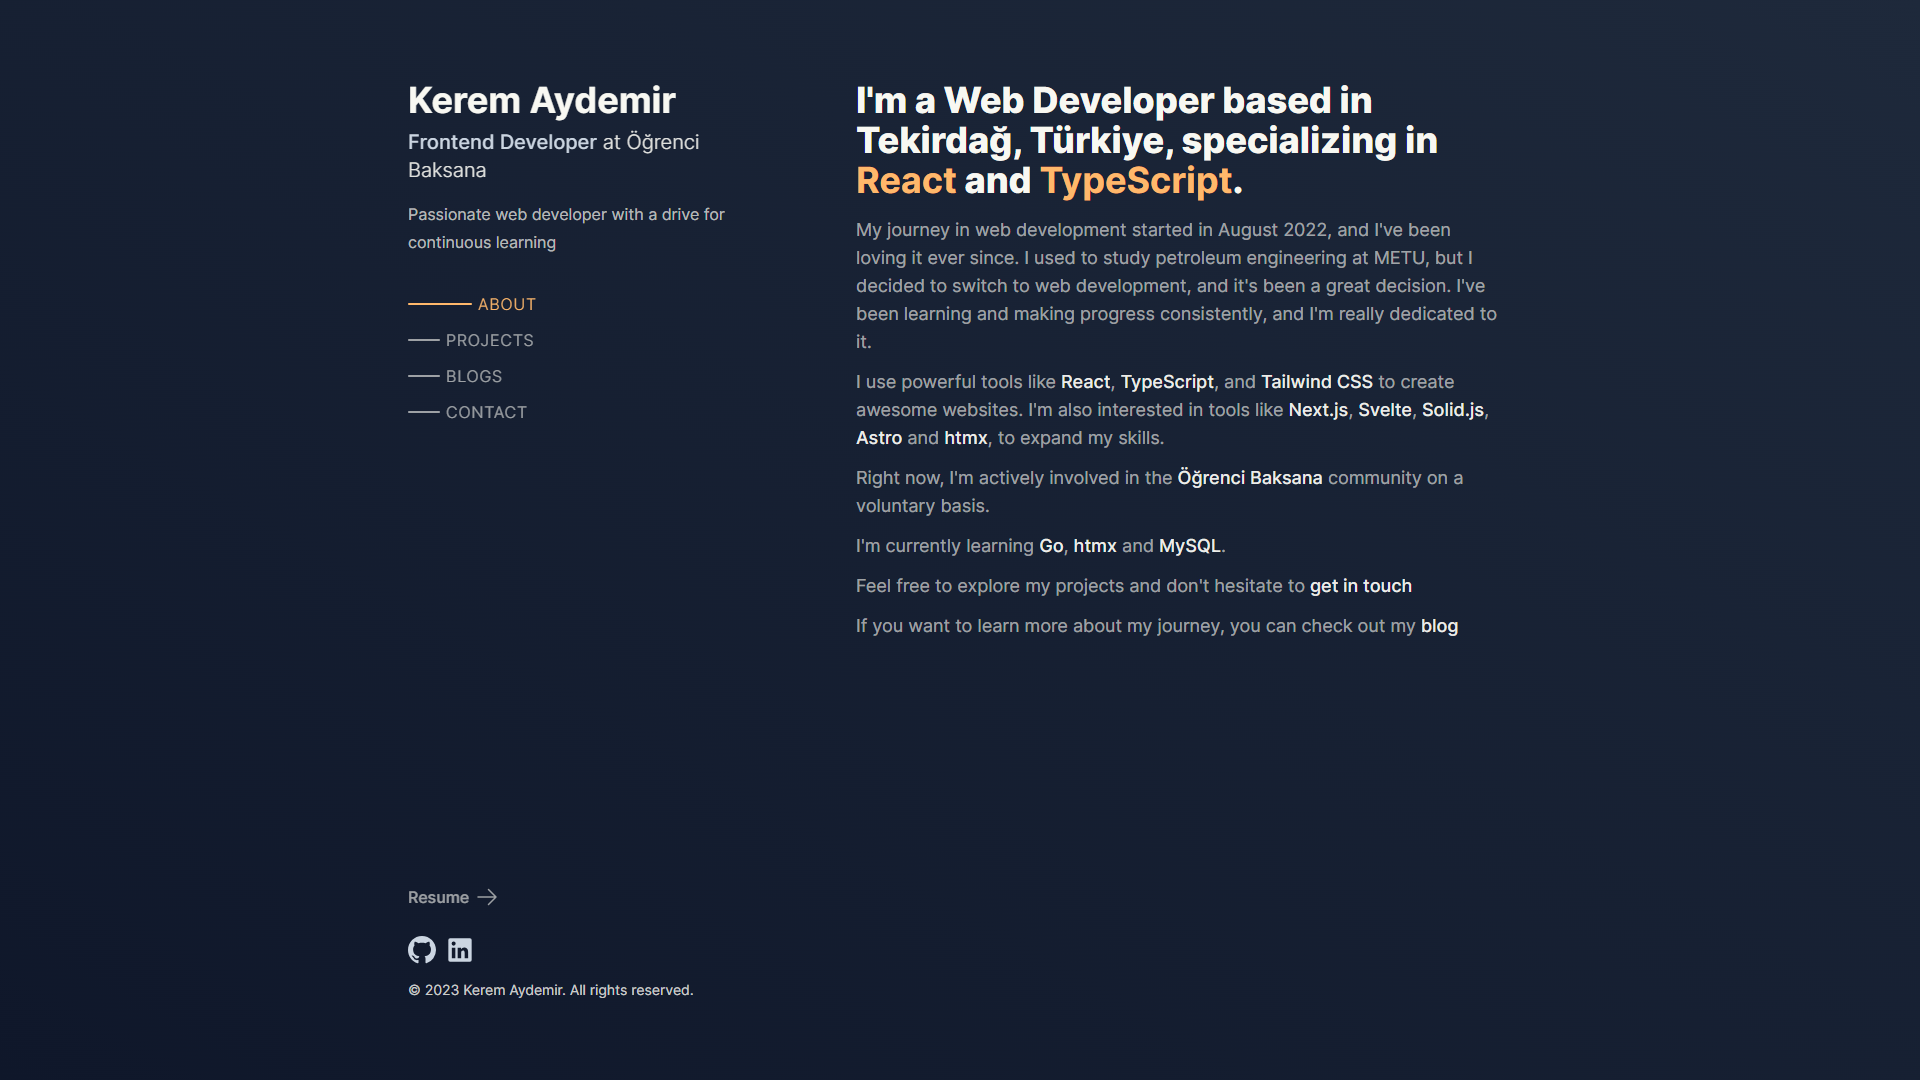 Kerem Aydemir
Frontend Developer at Öğrenci
Baksana
Passionate web developer with a drive for
continuous learning
ABOUT
PROJECTS
BLOGS
CONTACT
Resume
© 2023 Kerem Aydemir. All rights reserved.
I'm a Web Developer based in
Tekirdağ, Türkiye, specializing in
React and TypeScript.
My journey in web development started in August 2022, and I've been
loving it ever since. I used to study petroleum engineering at METU, but I
decided to switch to web development, and it's been a great decision. I've
been learning and making progress consistently, and I'm really dedicated to
it.
I use powerful tools like React, TypeScript, and Tailwind CSS to create
awesome websites. I'm also interested in tools like Next.js, Svelte, Solid.js,
Astro and htmx, to expand my skills.
Right now, I'm actively involved in the Öğrenci Baksana community on a
voluntary basis.
I'm currently learning Go, htmx and MySQL.
Feel free to explore my projects and don't hesitate to get in touch
If you want to learn more about my journey, you can check out my blog